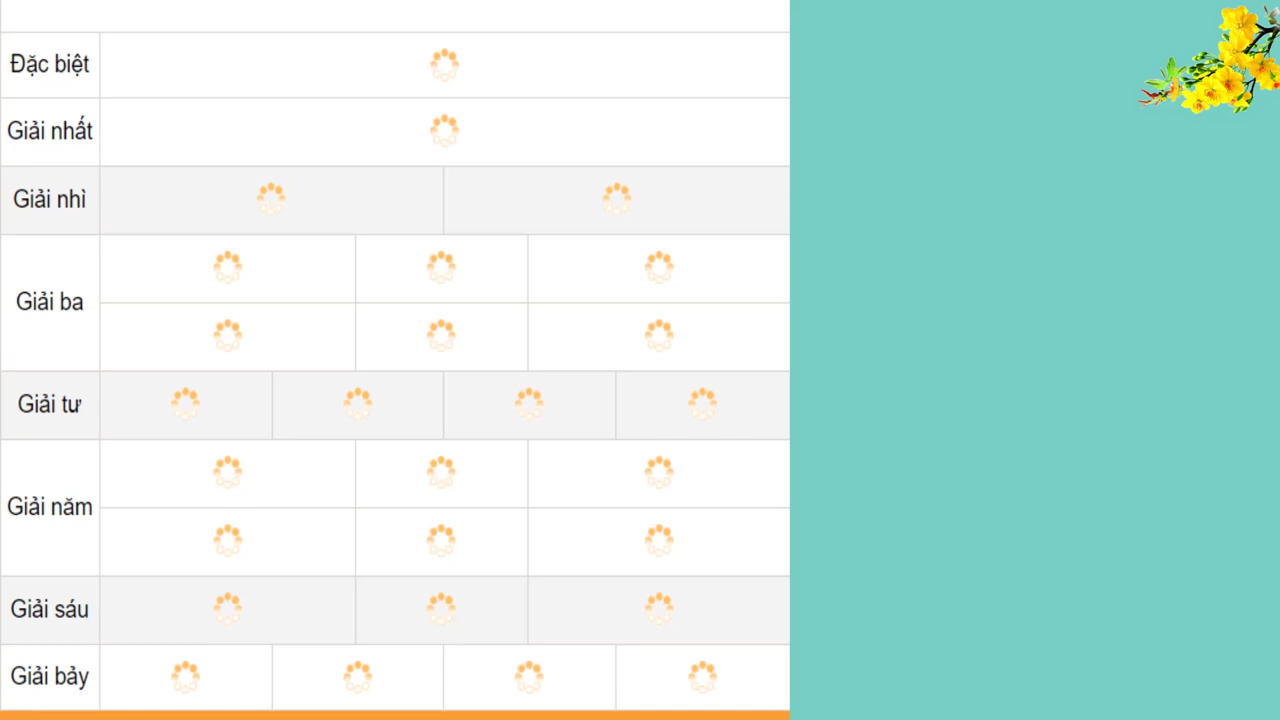 Đặc biệt
Giải nhất
Giải nhì
Giải ba
Giải tư
Giải năm
Giải sáu
Giải bảy